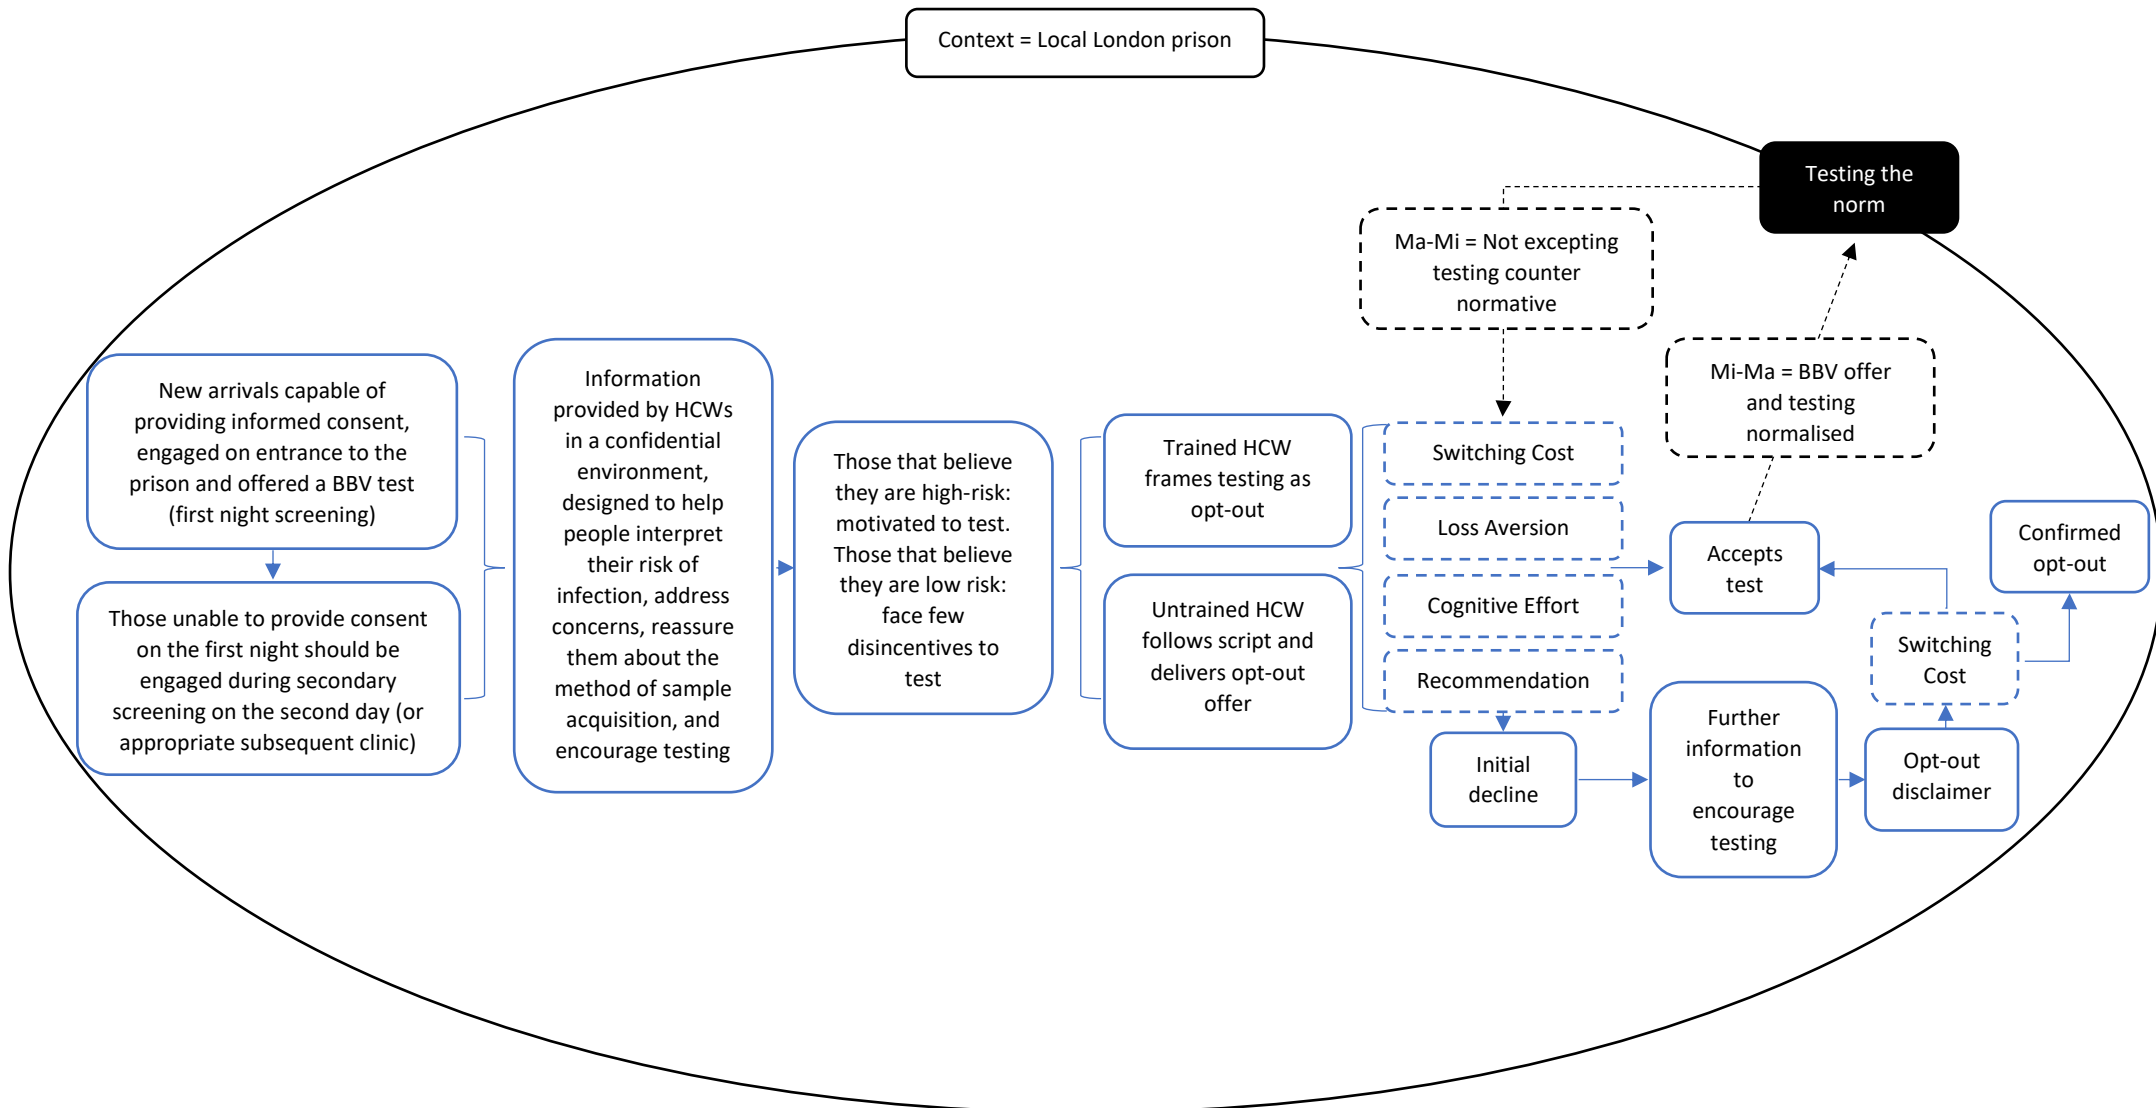 Context = Local London prison
Testing the
norm
Ma-Mi = Not excepting
testing counter
normative
Mi-Ma = BBV offer
and testing
normalised
New arrivals capable of
providing informed consent,
engaged on entrance to the
prison and offered a BBV test
(first night screening)
Those unable to provide consent
on the first night should be
engaged during secondary
screening on the second day (or
appropriate subsequent clinic)
Information
provided by HCWs
in a confidential
environment,
designed to help
people interpret
their risk of
infection, address
concerns, reassure
them about the
method of sample
acquisition, and
encourage testing
Those that believe
they are high-risk:
motivated to test.
Those that believe
they are low risk:
face few
disincentives to
test
Trained HCW
frames testing as
opt-out
Untrained HCW
follows script and
delivers opt-out
offer
Switching Cost
Loss Aversion
Cognitive Effort
Recommendation
Initial
decline
Accepts
test
Further
information
to
encourage
testing
Opt-out
disclaimer
Switching
Cost
Confirmed
opt-out